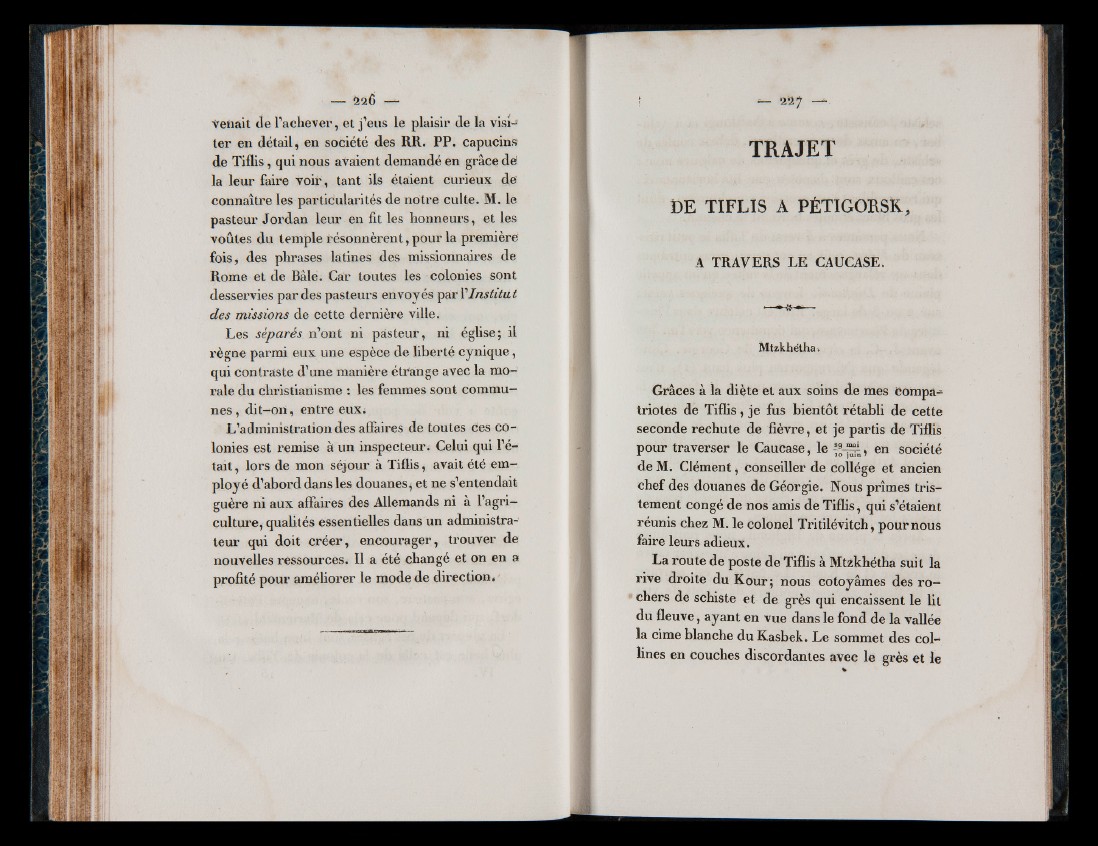 — 226 —
venait de l'achever, et j'eus le plaisir de la visi-
ter en détail, en société des RR. PP. capucins
de Tiflis, qui nous avaient demandé en grâce de
la leur faire voir, tant ils étaient curieux de
connaître les particularités de notre culte. M. le
pasteur Jordan leur en fit les honneurs, et les
voûtes du temple résonnèrent, pour la première
fois, des phrases latines des missionnaires de
Rome et de Bâle. Car toutes les colonies sont
desservies par des pasteurs envoyés par l'Institut
des missions de cette dernière ville.
Les séparés n'ont ni pasteur, ni église; il
règne parmi eux une espèce de liberté cynique,
qui contraste d'une manière étrange avec la mo-
rale du christianisme : les femmes sont commu-
nes, dit-on, entre eux.
L'administration des affaires de toutes ces co-
lonies est remise à un inspecteur. Celui qui l'é-
tait, lors de mon séjour à Tiflis, avait été em-
ployé d'abord dans les douanes, et ne s'entendait
guère ni aux affaires des Allemands ni à l'agri-
culture, qualités essentielles dans un administra-
teur qui doit créer, encourager, trouver de
nouvelles ressources. Il a été changé et on en a
profité pour améliorer le mode de direction.
— 227 —
TRAJET
DE TIFLIS A PÉTIGORSK,
A TRAVERS LE CAUCASE.
Mtzkhétha.
Grâces à la diète et aux soins de mes compa-
triotes de Tiflis, je fus bientôt rétabli de cette
seconde rechute de fièvre, et je partis de Tiflis
pour traverser le Caucase, le 29 mai/10 juin, en société
de M. Clément, conseiller de collége et ancien
chef des douanes de Géorgie. Nous prîmes tris-
tement congé de nos amis de Tiflis, qui s'étaient
réunis chez M. le colonel Tritilévitch, pour nous
faire leurs adieux.
La route de poste de Tiflis à Mtzkhétha suit la
rive droite du Kour; nous cotoyâmes des ro-
chers de schiste et de grès qui encaissent le lit
du fleuve, ayant en vue dans le fond de la vallée
la cime blanche du Kasbek. Le sommet des col-
lines en couches discordantes avec le grès et le